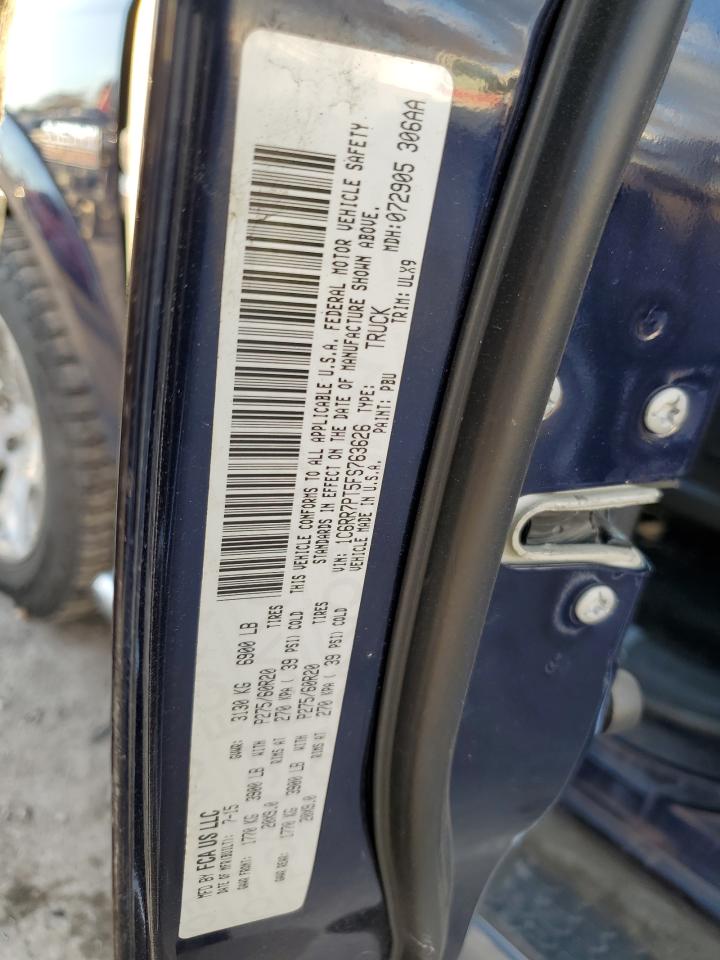 MFD BY FCA US LLC
DATE OF MFR(BUILT): 7-15 GVWR: 3130 KG 6900 LB
GAWR FRONT: 1770 KG 3900 LB WITH P275/60R20 TIRES
20X9.0 RIMS AT 270 KPA ( 39 PSI) COLD
GAWR REAR: 1770 KG 3900 LB WITH P275/60R20 TIRES
20X9.0 RIMS AT 270 KPA ( 39 PSI) COLD
THIS VEHICLE CONFORMS TO ALL APPLICABLE U.S.A. FEDERAL MOTOR VEHICLE SAFETY
STANDARDS IN EFFECT ON THE DATE OF MANUFACTURE SHOWN ABOVE.
VIN: 1C6RR7PT5FS763626 TYPE: TRUCK
VEHICLE MADE IN U.S.A. PAINT: PBU TRIM: ULX9 MDH:072905 306AA